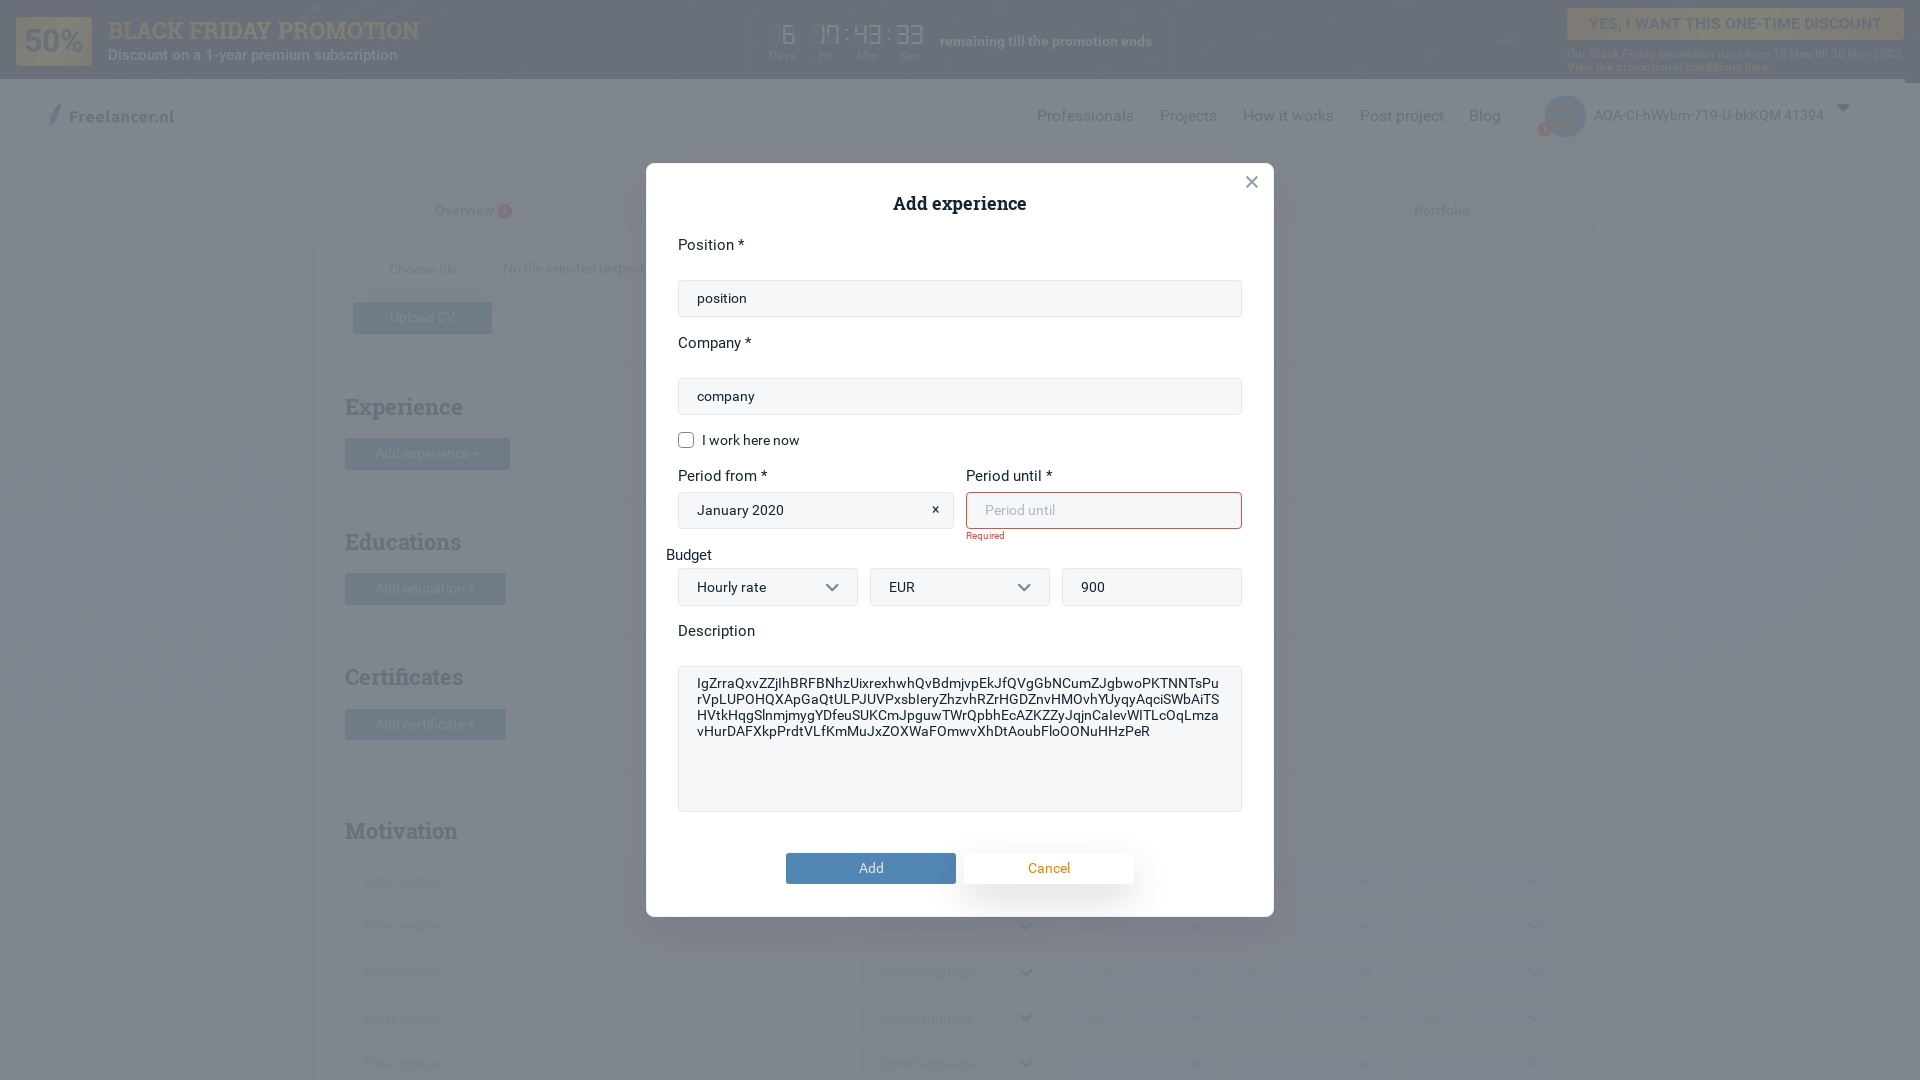 50%
BLACK FRIDAY PROMOTION
Discount on a 1-year premium subscription
6 17 : 43 : 33
Days Hr Min Sec
remaining till the promotion ends
YES, I WANT THIS ONE-TIME DISCOUNT
Our Black Friday promotion runs from 15 Nov till 30 Nov 2023.
View the promotional conditions here.
Freelancer.nl
Professionals Projects How it works Post project Blog
AQA-CI-hWybm-719-U-bkKQM 41394
Overview
Portfolio
Choose file
No file selected (expect
Upload CV
Experience
Add experience +
Educations
Add education +
Certificates
Add certificate +
Motivation
Enter motive
Enter motive
Enter language
Enter motive
Enter language
Enter motive
Enter language
Enter motive
Enter language
Add experience
Position *
position
Company *
company
I work here now
Period from *
Period until *
January 2020 ×
Period until
Required
Budget
Hourly rate
EUR
900
Description
IgZrraQxvZZjIhBRFBNhzUixrexhwhQvBdmjvpEkJfQVgGbNCumZJgbwoPKTNNTsPu
rVpLUPOHQXApGaQtULPJUVPxsbIeryZhzvhRZrHGDZnvHMOvhYUyqyAqciSWbAiTS
HVtkHqgSlnmjmygYDfeuSUKCmJpguwTWrQpbhEcAZKZZyJqjnCaIevWITLcOqLmza
vHurDAFXkpPrdtVLfKmMuJxZOXWaFOmwvXhDtAoubFloOONuHHzPeR
Add
Cancel